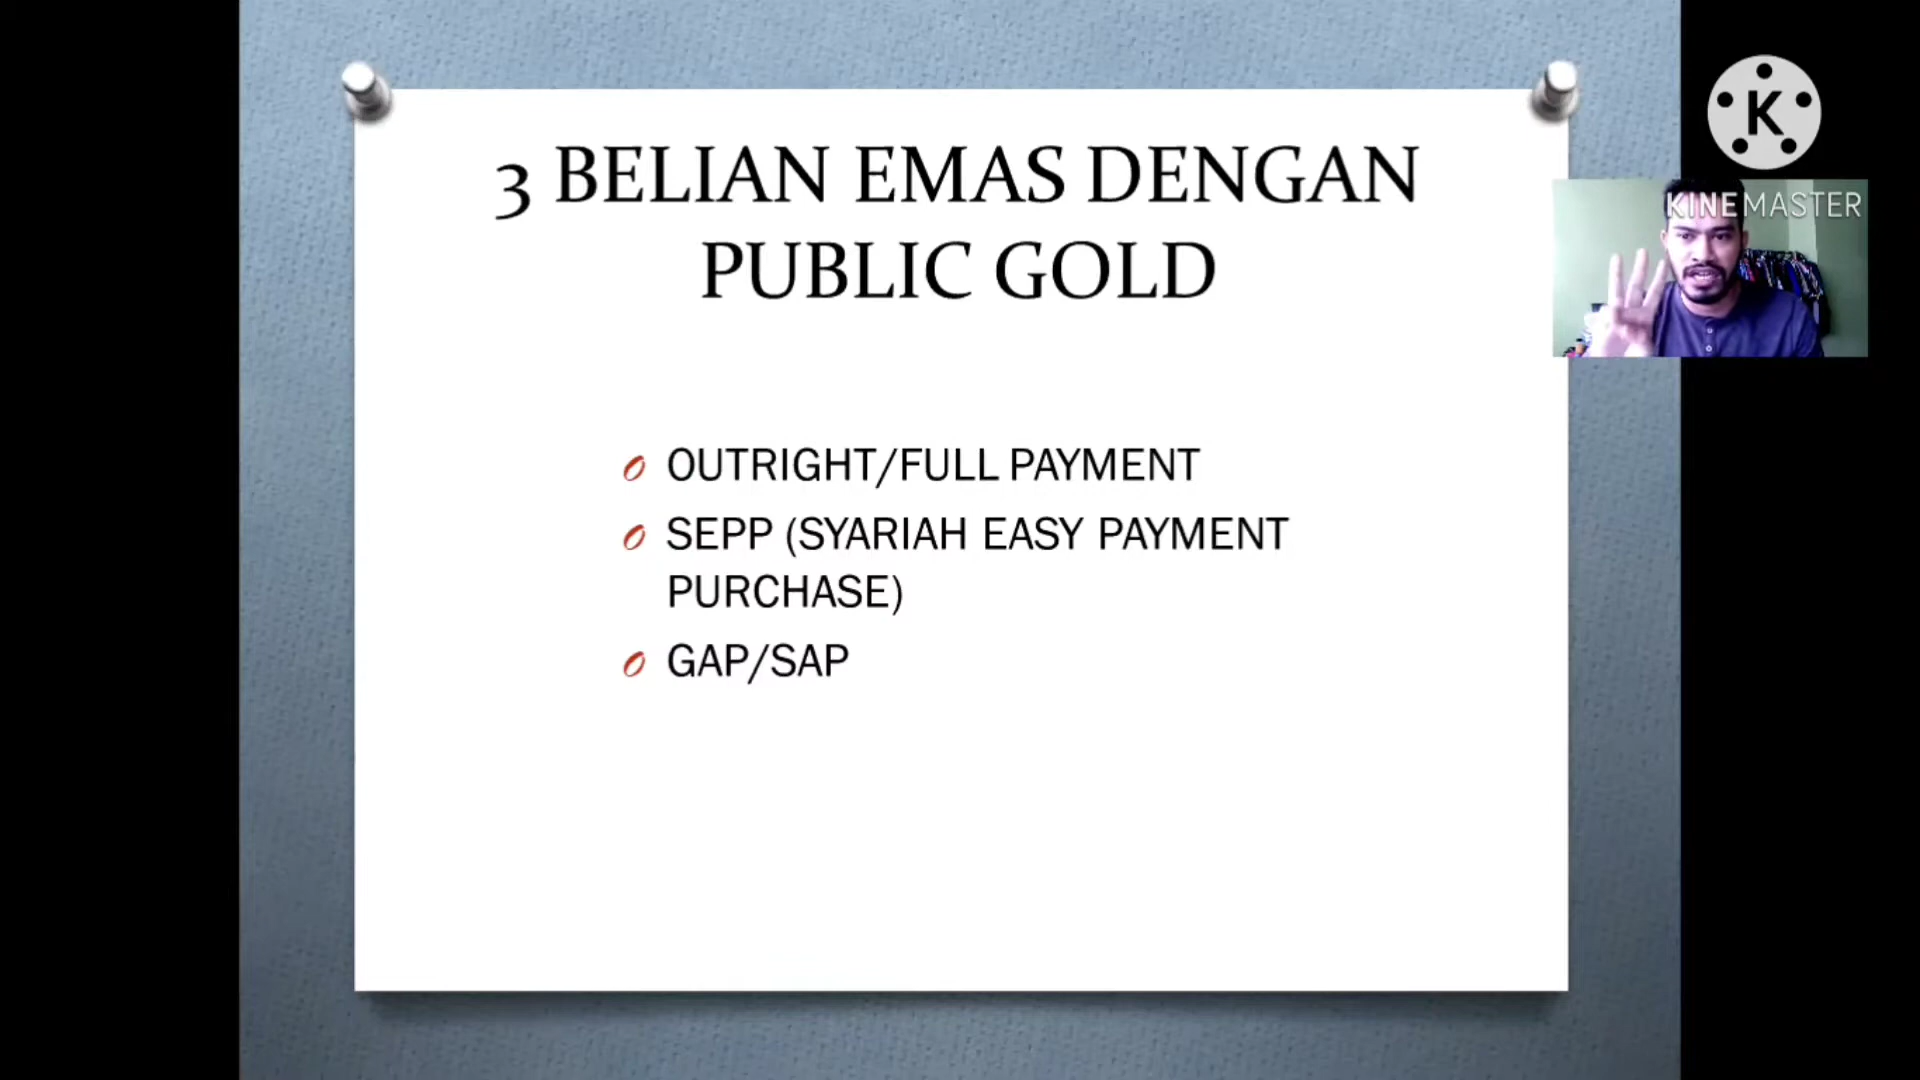 3 BELIAN EMAS DENGAN
PUBLIC GOLD
K
KINEMASTER
OUTRIGHT/FULL PAYMENT
SEPP (SYARIAH EASY PAYMENT
PURCHASE)
GAP/SAP